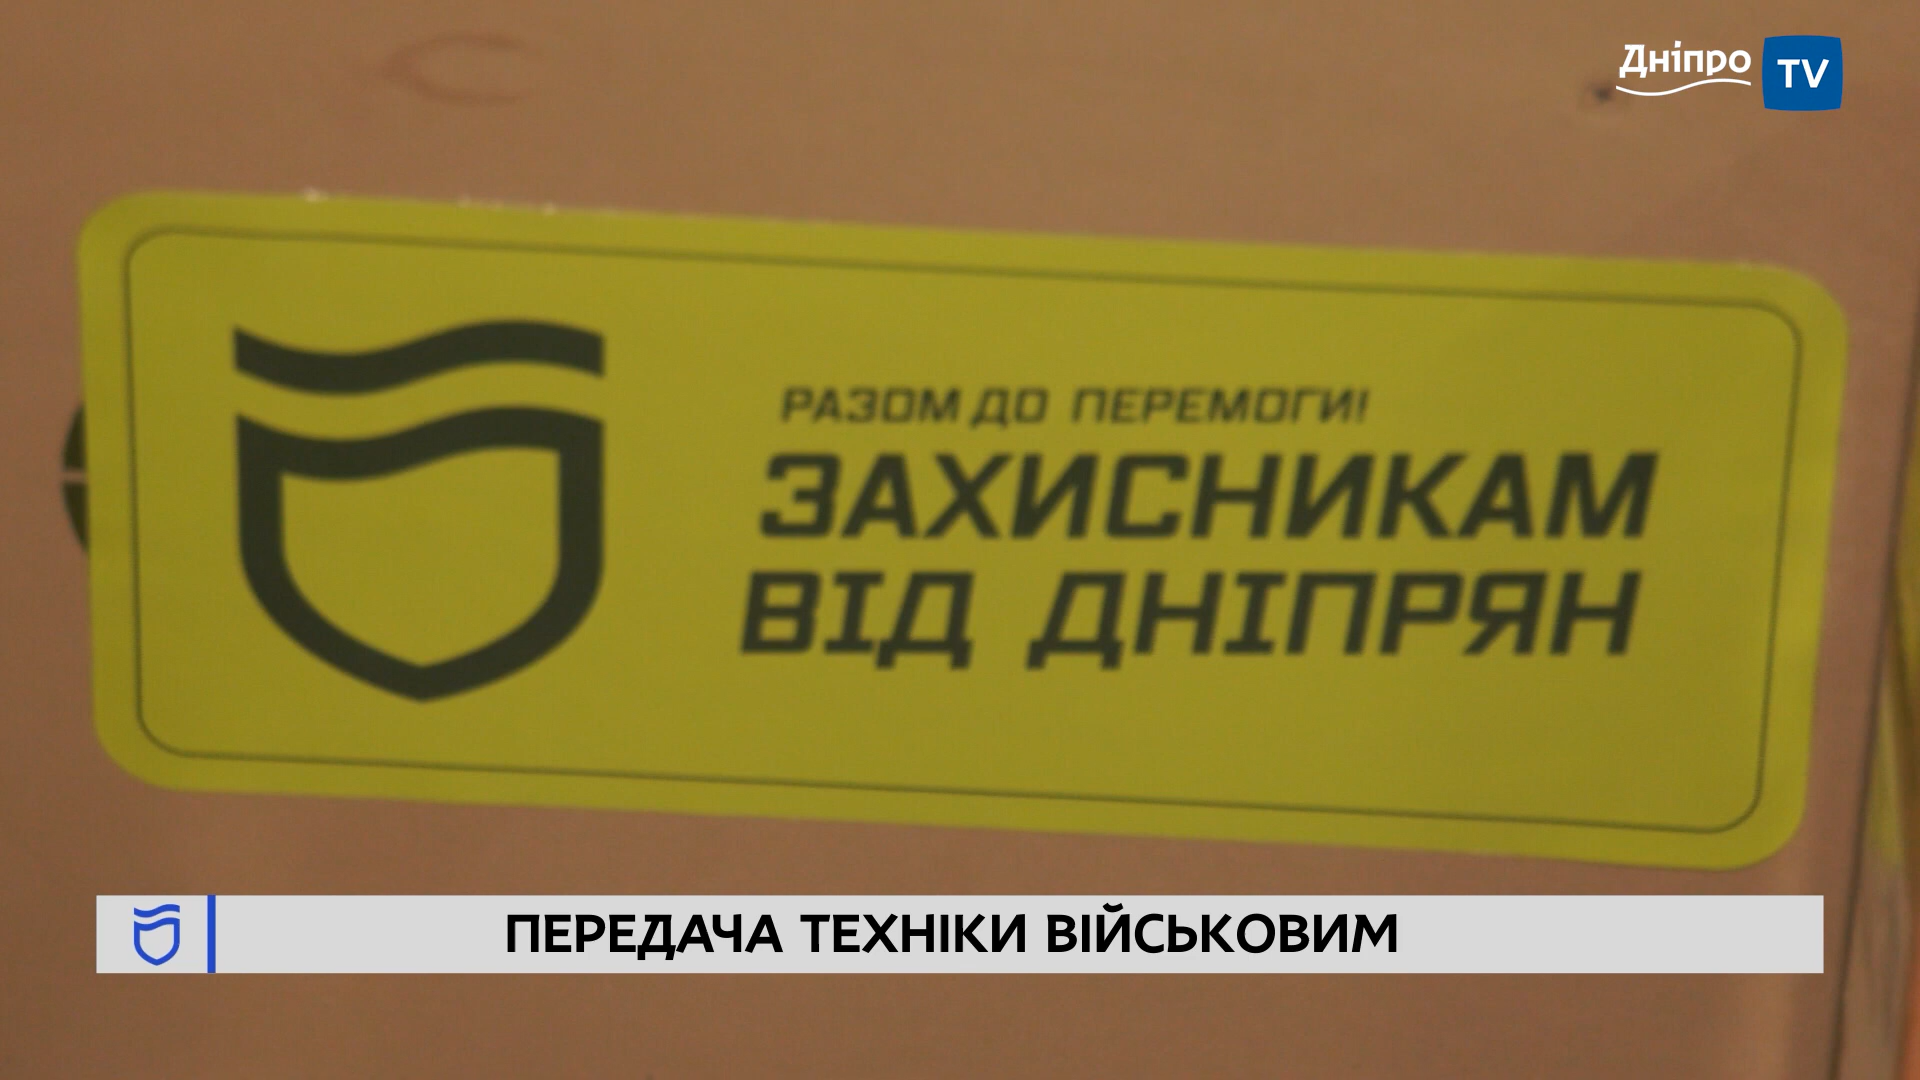 Дніпро TV
РАЗОМ ДО ПЕРЕМОГИ!
ЗАХИСНИКАМ
ВІД ДНІПРЯН
ПЕРЕДАЧА ТЕХНІКИ ВІЙСЬКОВИМ